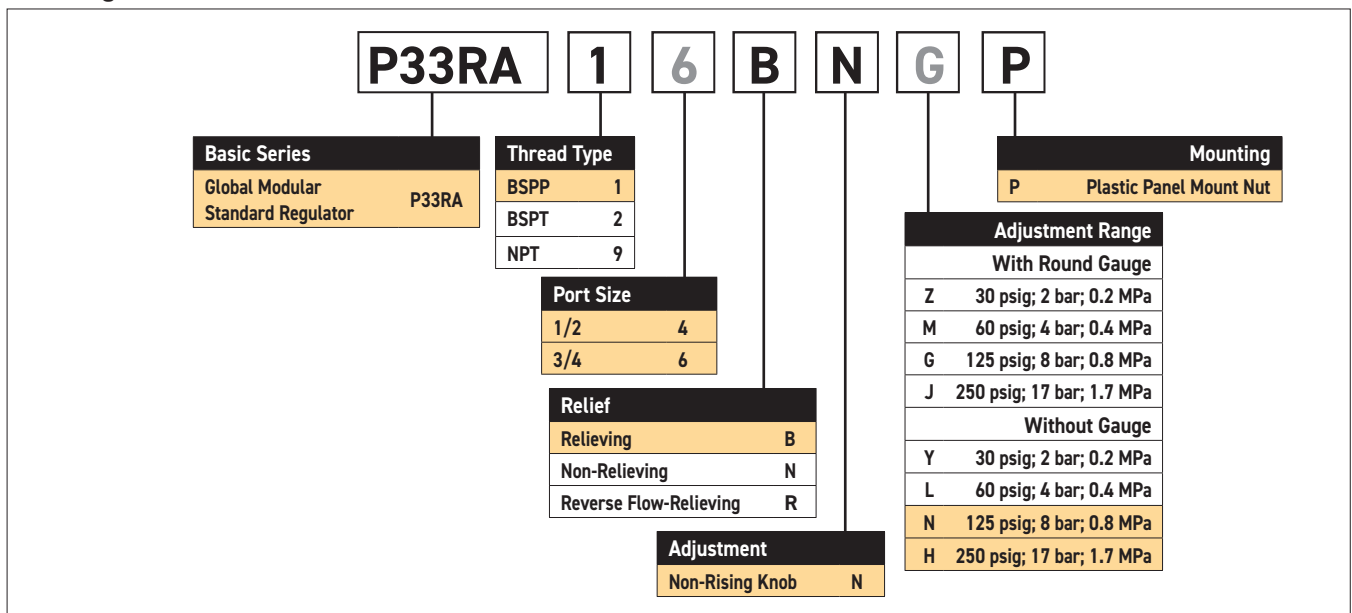 P33RA 1 6 B N G P
Basic Series
Global Modular
Standard Regulator P33RA
Thread Type
BSPP 1
BSPT 2
NPT 9
Port Size
1/2 4
3/4 6
Relief
Relieving B
Non-Relieving N
Reverse Flow-Relieving R
Adjustment
Non-Rising Knob N
Mounting
P Plastic Panel Mount Nut
Adjustment Range
With Round Gauge
Z 30 psig; 2 bar; 0.2 MPa
M 60 psig; 4 bar; 0.4 MPa
G 125 psig; 8 bar; 0.8 MPa
J 250 psig; 17 bar; 1.7 MPa
Without Gauge
Y 30 psig; 2 bar; 0.2 MPa
L 60 psig; 4 bar; 0.4 MPa
N 125 psig; 8 bar; 0.8 MPa
H 250 psig; 17 bar; 1.7 MPa